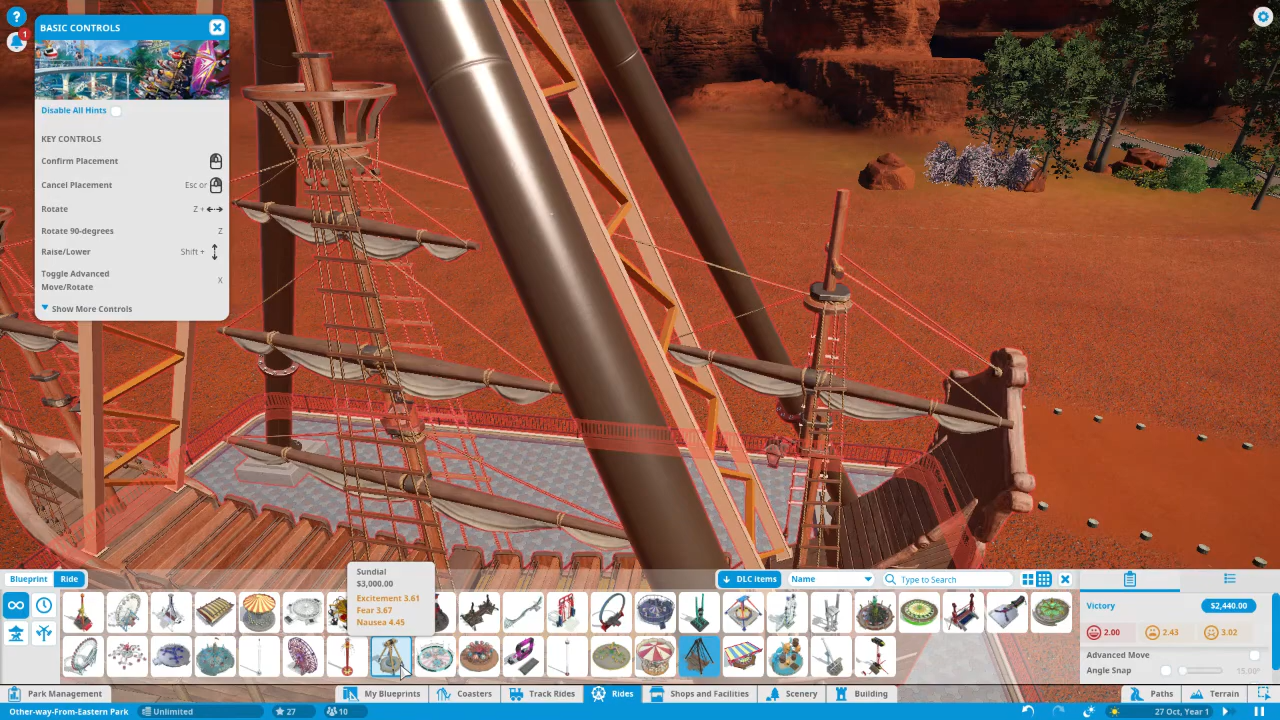 ?
1
BASIC CONTROLS
Disable All Hints
KEY CONTROLS
Confirm Placement
Cancel Placement Esc or
Rotate Z +
Rotate 90-degrees Z
Raise/Lower Shift +
Toggle Advanced
Move/Rotate X
Show More Controls
Sundial
$3,000.00
Excitement 3.61
Fear 3.67
Nausea 4.45
Blueprint Ride
DLC Items
Name
Type to Search
Victory $2,440.00
2.00 2.43 3.02
Advanced Move
Angle Snap 15.00°
Park Management
My Blueprints
Coasters
Track Rides
Rides
Shops and Facilities
Scenery
Building
Paths
Terrain
Other-way-From-Eastern Park
Unlimited
27
10
27 Oct, Year 1